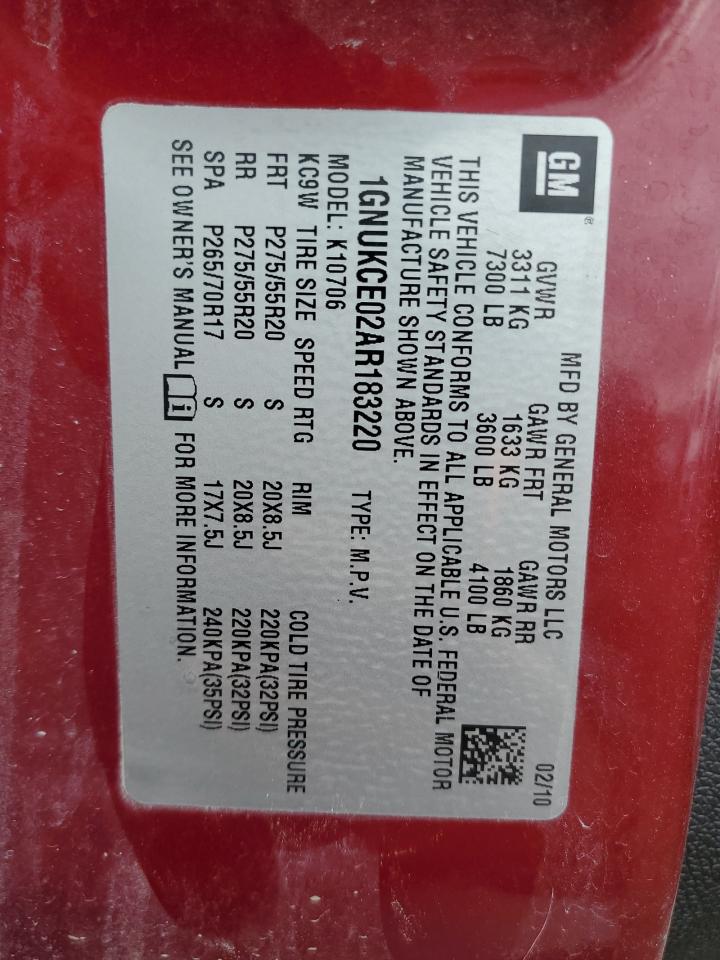 GM®
MFD BY GENERAL MOTORS LLC 02/10
GVWR GAWR FRT GAWR RR
3311 KG 1633 KG 1860 KG
7300 LB 3600 LB 4100 LB
THIS VEHICLE CONFORMS TO ALL APPLICABLE U.S. FEDERAL MOTOR
VEHICLE SAFETY STANDARDS IN EFFECT ON THE DATE OF
MANUFACTURE SHOWN ABOVE.
1GNUKCE02AR183220 TYPE: M.P.V.
MODEL: K10706
KC9W TIRE SIZE SPEED RTG RIM COLD TIRE PRESSURE
FRT P275/55R20 S 20X8.5J 220KPA(32PSI)
RR P275/55R20 S 20X8.5J 220KPA(32PSI)
SPA P265/70R17 S 17X7.5J 240KPA(35PSI)
SEE OWNER'S MANUAL i FOR MORE INFORMATION.